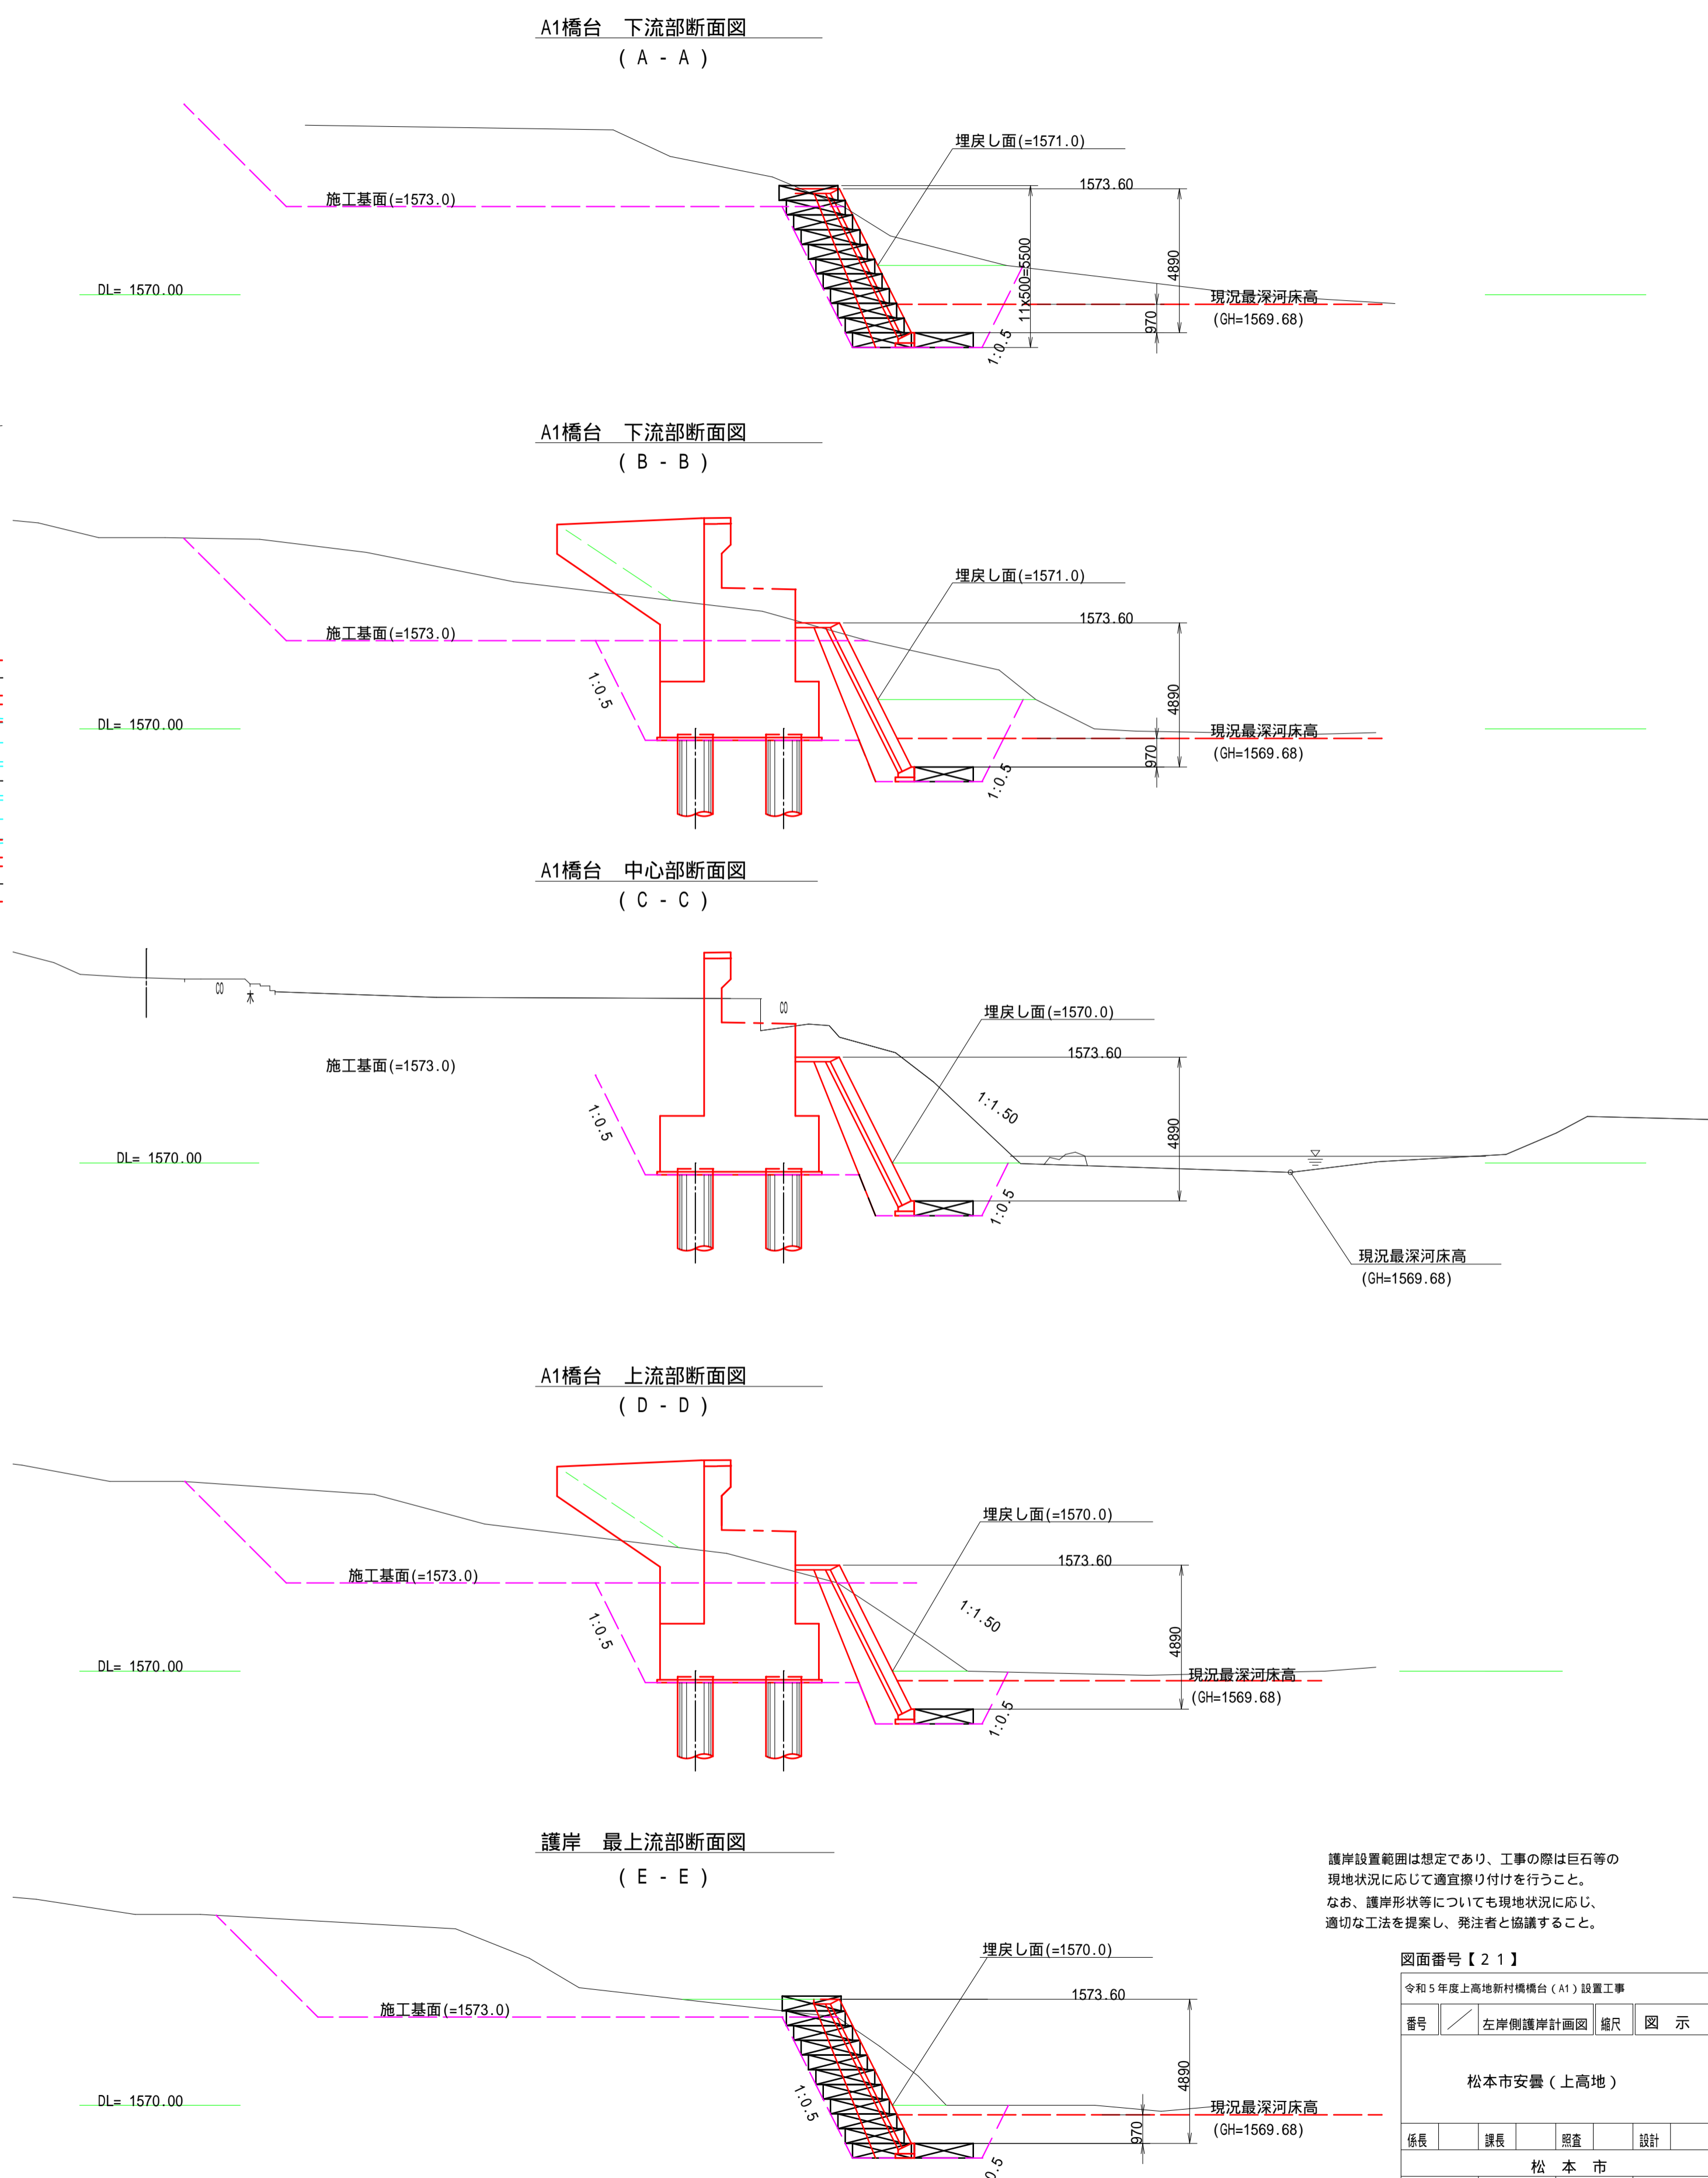 A1橋台　下流部断面図
( A - A )
埋戻し面(=1571.0)
1573.60
施工基面(=1573.0)
11x500=5500
4890
DL= 1570.00
現況最深河床高
(GH=1569.68)
970
1:0.5
A1橋台　下流部断面図
( B - B )
埋戻し面(=1571.0)
1573.60
施工基面(=1573.0)
1:0.5
4890
DL= 1570.00
現況最深河床高
(GH=1569.68)
970
1:0.5
A1橋台　中心部断面図
( C - C )
木
埋戻し面(=1570.0)
1573.60
施工基面(=1573.0)
1:0.5
1:1.50
4890
DL= 1570.00
1:0.5
現況最深河床高
(GH=1569.68)
A1橋台　上流部断面図
( D - D )
埋戻し面(=1570.0)
1573.60
施工基面(=1573.0)
1:0.5
1:1.50
4890
DL= 1570.00
現況最深河床高
(GH=1569.68)
1:0.5
護岸　最上流部断面図
( E - E )
護岸設置範囲は想定であり、工事の際は巨石等の
現地状況に応じて適宜擦り付けを行うこと。
なお、護岸形状等についても現地状況に応じ、
適切な工法を提案し、発注者と協議すること。
埋戻し面(=1570.0)
1573.60
施工基面(=1573.0)
1:0.5
4890
DL= 1570.00
現況最深河床高
(GH=1569.68)
970
0.5
図面番号【２１】
令和５年度上高地新村橋橋台（A1）設置工事
番号 左岸側護岸計画図 縮尺 図　示
松本市安曇（上高地）
係長 課長 照査 設計
松　本　市